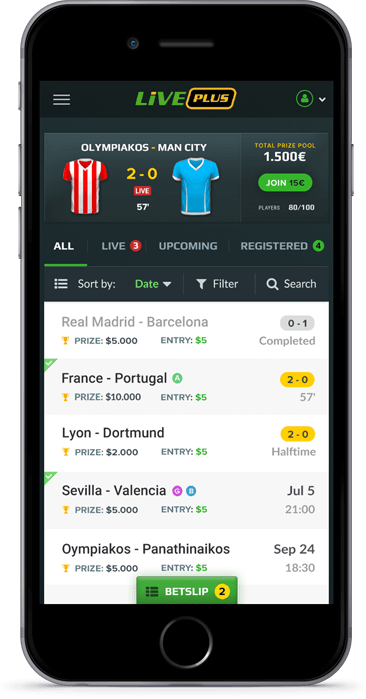 LiVE PLUS
OLYMPIAKOS - MAN CITY
2 - 0
LIVE
57'
TOTAL PRIZE POOL
1.500€
JOIN 15€
PLAYERS 80/100
ALL LIVE 3 UPCOMING REGISTERED 4
Sort by: Date Filter Search
Real Madrid - Barcelona 0 - 1
PRIZE: $5.000 ENTRY: $5 Completed
France - Portugal A 2 - 0
PRIZE: $10.000 ENTRY: $5 57'
Lyon - Dortmund 2 - 0
PRIZE: $2.000 ENTRY: $5 Halftime
Sevilla - Valencia G B Jul 5
PRIZE: $5.000 ENTRY: $5 21:00
Oympiakos - Panathinaikos Sep 24
PRIZE: $5.000 ENTRY: $5 18:30
BETSLIP 2